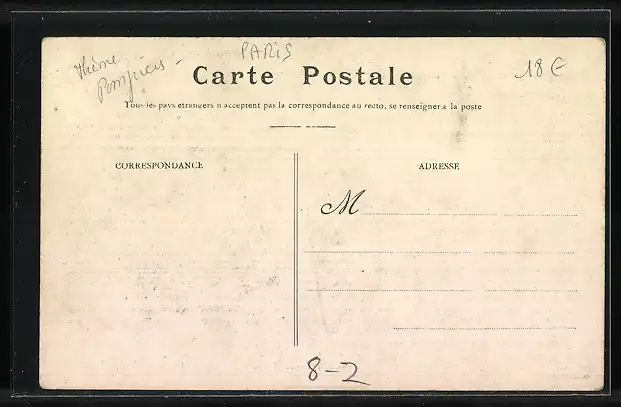 PARIS
Thème
Pompiers -
18 €
Carte Postale
Tous les pays etrangers n acceptent pas la correspondance au recto, se renseigner a la poste
CORRESPONDANCE
ADRESSE
M
8-2